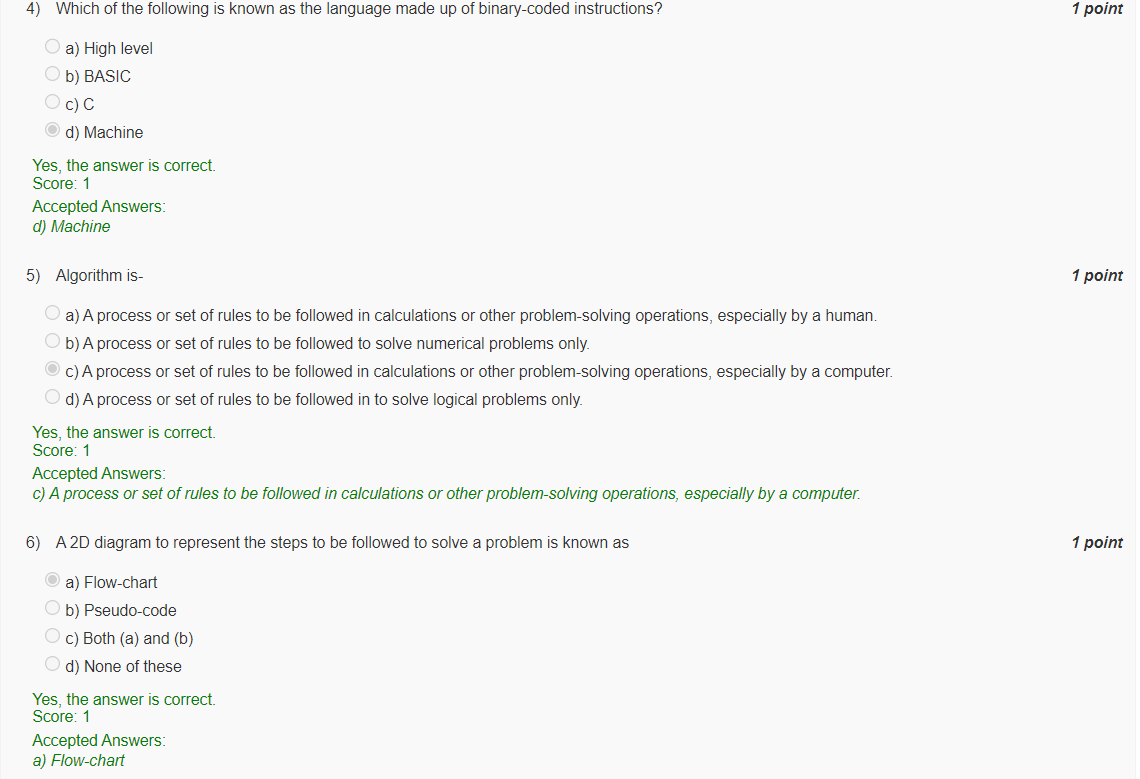 4) Which of the following is known as the language made up of binary-coded instructions? 1 point
a) High level
b) BASIC
c) C
d) Machine
Yes, the answer is correct.
Score: 1
Accepted Answers:
d) Machine
5) Algorithm is- 1 point
a) A process or set of rules to be followed in calculations or other problem-solving operations, especially by a human.
b) A process or set of rules to be followed to solve numerical problems only.
c) A process or set of rules to be followed in calculations or other problem-solving operations, especially by a computer.
d) A process or set of rules to be followed in to solve logical problems only.
Yes, the answer is correct.
Score: 1
Accepted Answers:
c) A process or set of rules to be followed in calculations or other problem-solving operations, especially by a computer.
6) A 2D diagram to represent the steps to be followed to solve a problem is known as 1 point
a) Flow-chart
b) Pseudo-code
c) Both (a) and (b)
d) None of these
Yes, the answer is correct.
Score: 1
Accepted Answers:
a) Flow-chart